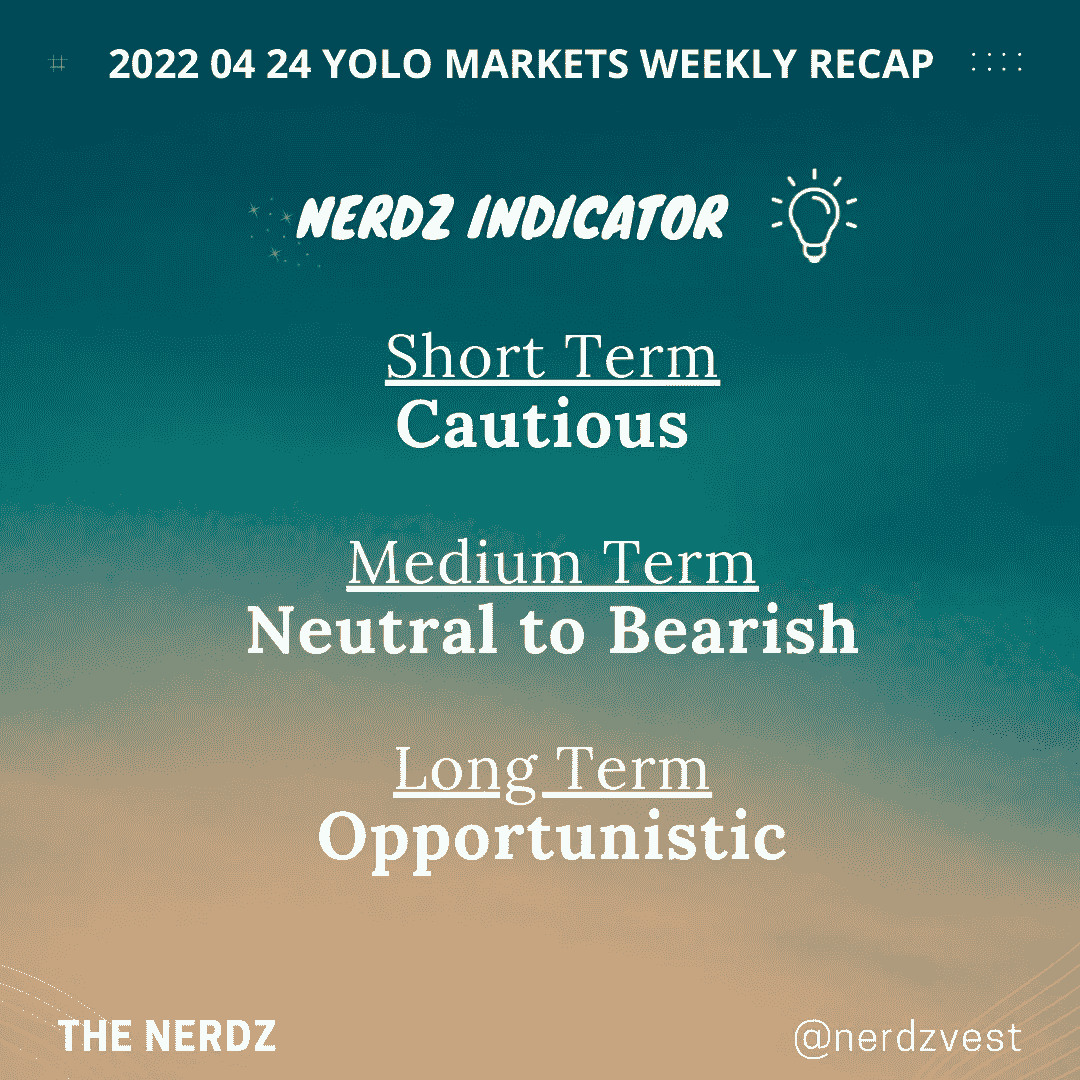 # 2022 04 24 YOLO MARKETS WEEKLY RECAP
NERDZ INDICATOR
Short Term
Cautious
Medium Term
Neutral to Bearish
Long Term
Opportunistic
THE NERDZ
@nerdzvest